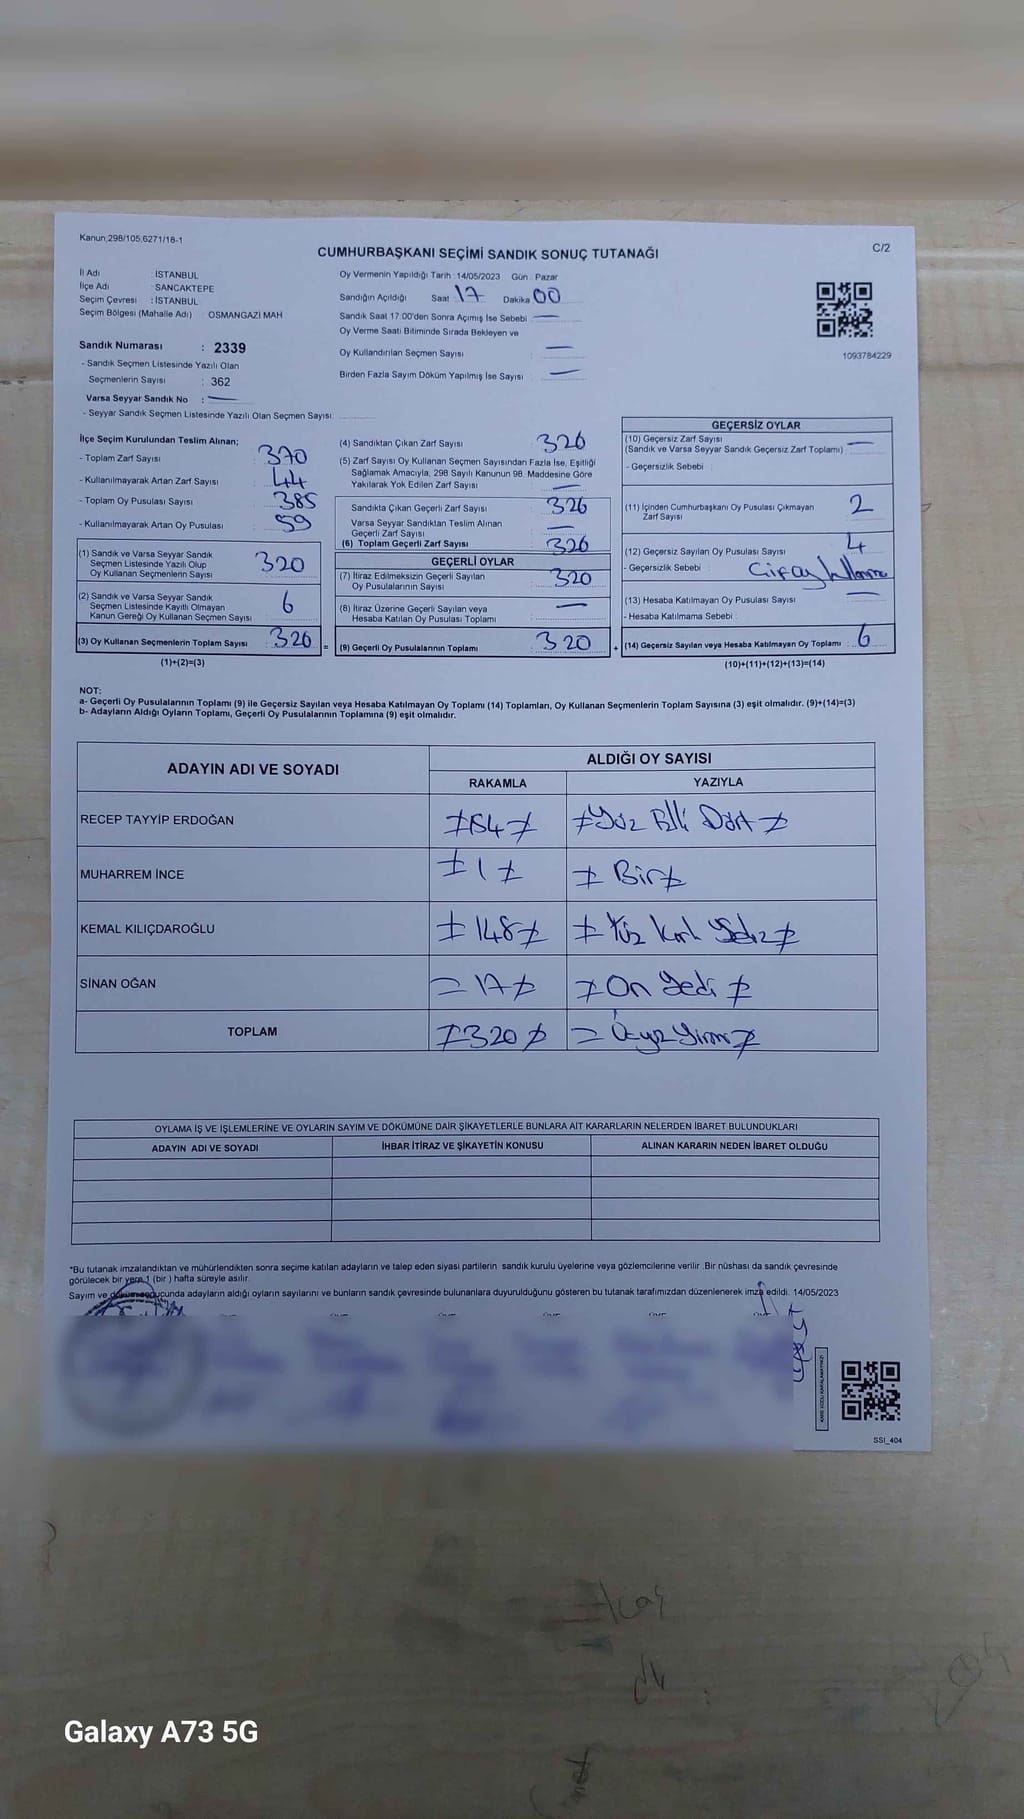 Kanun;298/105;6271/18-1
C/2
CUMHURBAŞKANI SEÇİMİ SANDIK SONUÇ TUTANAĞI
İl Adı : İSTANBUL
İlçe Adı : SANCAKTEPE
Seçim Çevresi : İSTANBUL
Seçim Bölgesi (Mahalle Adı) : OSMANGAZİ MAH
Oy Vermenin Yapıldığı Tarih : 14/05/2023 Gün : Pazar
Sandığın Açıldığı Saat 17 Dakika 00
Sandık Saat 17:00'den Sonra Açımış İse Sebebi : —
Oy Verme Saati Bitiminde Sırada Bekleyen ve
Oy Kullandırılan Seçmen Sayısı : —
Birden Fazla Sayım Döküm Yapılmış İse Sayısı : —
1093784229
Sandık Numarası : 2339
- Sandık Seçmen Listesinde Yazılı Olan
Seçmenlerin Sayısı : 362
Varsa Seyyar Sandık No : —
- Seyyar Sandık Seçmen Listesinde Yazılı Olan Seçmen Sayısı:
İlçe Seçim Kurulundan Teslim Alınan;
- Toplam Zarf Sayısı : 370
- Kullanılmayarak Artan Zarf Sayısı : 44
- Toplam Oy Pusulası Sayısı : 385
- Kullanılmayarak Artan Oy Pusulası : 59
(1) Sandık ve Varsa Seyyar Sandık
Seçmen Listesinde Yazılı Olup
Oy Kullanan Seçmenlerin Sayısı : 320
(2) Sandık ve Varsa Seyyar Sandık
Seçmen Listesinde Kayıtlı Olmayan
Kanun Gereği Oy Kullanan Seçmen Sayısı : 6
(3) Oy Kullanan Seçmenlerin Toplam Sayısı : 326
(1)+(2)=(3)
(4) Sandıktan Çıkan Zarf Sayısı : 326
(5) Zarf Sayısı Oy Kullanan Seçmen Sayısından Fazla İse, Eşitliği
Sağlamak Amacıyla, 298 Sayılı Kanunun 98. Maddesine Göre
Yakılarak Yok Edilen Zarf Sayısı : —
Sandıkta Çıkan Geçerli Zarf Sayısı : 326
Varsa Seyyar Sandıktan Teslim Alınan
Geçerli Zarf Sayısı : —
(6) Toplam Geçerli Zarf Sayısı : 326
GEÇERLİ OYLAR
(7) İtiraz Edilmeksizin Geçerli Sayılan
Oy Pusulalarının Sayısı : 320
(8) İtiraz Üzerine Geçerli Sayılan veya
Hesaba Katılan Oy Pusulası Toplamı : —
= (9) Geçerli Oy Pusulalarının Toplamı : 320 +
GEÇERSİZ OYLAR
(10) Geçersiz Zarf Sayısı
(Sandık ve Varsa Seyyar Sandık Geçersiz Zarf Toplamı) : —
- Geçersizlik Sebebi :
(11) İçinden Cumhurbaşkanı Oy Pusulası Çıkmayan
Zarf Sayısı : 2
(12) Geçersiz Sayılan Oy Pusulası Sayısı : 4
- Geçersizlik Sebebi :
(13) Hesaba Katılmayan Oy Pusulası Sayısı : —
- Hesaba Katılmama Sebebi :
(14) Geçersiz Sayılan veya Hesaba Katılmayan Oy Toplamı : 6
(10)+(11)+(12)+(13)=(14)
NOT:
a- Geçerli Oy Pusulalarının Toplamı (9) ile Geçersiz Sayılan veya Hesaba Katılmayan Oy Toplamı (14) Toplamları, Oy Kullanan Seçmenlerin Toplam Sayısına (3) eşit olmalıdır. (9)+(14)=(3)
b- Adayların Aldığı Oyların Toplamı, Geçerli Oy Pusulalarının Toplamına (9) eşit olmalıdır.
ADAYIN ADI VE SOYADI
ALDIĞI OY SAYISI
RAKAMLA YAZIYLA
RECEP TAYYİP ERDOĞAN ≠154≠ ≠Yüz Elli Dört≠
MUHARREM İNCE ≠1≠ ≠Bir≠
KEMAL KILIÇDAROĞLU ≠148≠ ≠Yüz Kırk Sekiz≠
SİNAN OĞAN =17≠ ≠On Yedi≠
TOPLAM ≠320≠ =Üçyüz Yirmi≠
OYLAMA İŞ VE İŞLEMLERİNE VE OYLARIN SAYIM VE DÖKÜMÜNE DAİR ŞİKAYETLERLE BUNLARA AİT KARARLARIN NELERDEN İBARET BULUNDUKLARI
ADAYIN ADI VE SOYADI İHBAR İTİRAZ VE ŞİKAYETİN KONUSU ALINAN KARARIN NEDEN İBARET OLDUĞU
*Bu tutanak imzalandıktan ve mühürlendikten sonra seçime katılan adayların ve talep eden siyasi partilerin sandık kurulu üyelerine veya gözlemcilerine verilir .Bir nüshası da sandık çevresinde
görülecek bir yere 1 (bir ) hafta süreyle asılır.
Sayım ve dökümü sonucunda adayların aldığı oyların sayılarını ve bunların sandık çevresinde bulunanlara duyurulduğunu gösteren bu tutanak tarafımızdan düzenlenerek imza edildi. 14/05/2023
SSI_404
Galaxy A73 5G